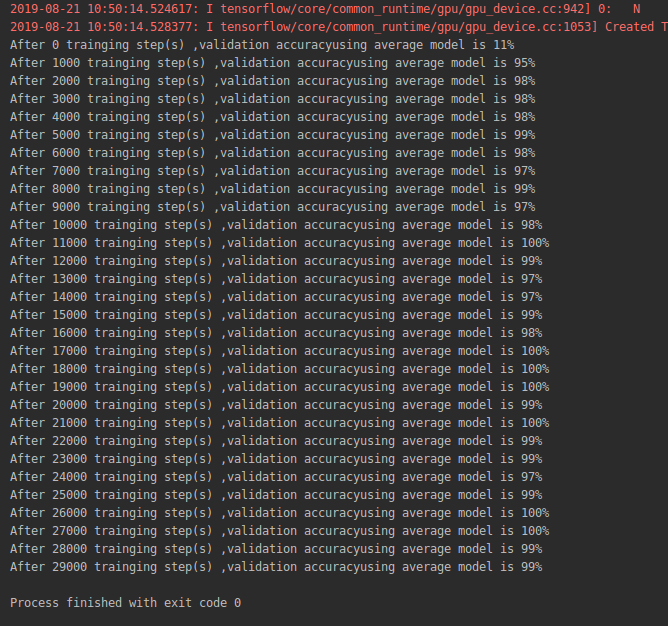 2019-08-21 10:50:14.524617: I tensorflow/core/common_runtime/gpu/gpu_device.cc:942] 0:   N
2019-08-21 10:50:14.528377: I tensorflow/core/common_runtime/gpu/gpu_device.cc:1053] Created T
After 0 trainging step(s) ,validation accuracyusing average model is 11%
After 1000 trainging step(s) ,validation accuracyusing average model is 95%
After 2000 trainging step(s) ,validation accuracyusing average model is 98%
After 3000 trainging step(s) ,validation accuracyusing average model is 98%
After 4000 trainging step(s) ,validation accuracyusing average model is 98%
After 5000 trainging step(s) ,validation accuracyusing average model is 99%
After 6000 trainging step(s) ,validation accuracyusing average model is 98%
After 7000 trainging step(s) ,validation accuracyusing average model is 97%
After 8000 trainging step(s) ,validation accuracyusing average model is 99%
After 9000 trainging step(s) ,validation accuracyusing average model is 97%
After 10000 trainging step(s) ,validation accuracyusing average model is 98%
After 11000 trainging step(s) ,validation accuracyusing average model is 100%
After 12000 trainging step(s) ,validation accuracyusing average model is 99%
After 13000 trainging step(s) ,validation accuracyusing average model is 97%
After 14000 trainging step(s) ,validation accuracyusing average model is 97%
After 15000 trainging step(s) ,validation accuracyusing average model is 99%
After 16000 trainging step(s) ,validation accuracyusing average model is 98%
After 17000 trainging step(s) ,validation accuracyusing average model is 100%
After 18000 trainging step(s) ,validation accuracyusing average model is 100%
After 19000 trainging step(s) ,validation accuracyusing average model is 100%
After 20000 trainging step(s) ,validation accuracyusing average model is 99%
After 21000 trainging step(s) ,validation accuracyusing average model is 100%
After 22000 trainging step(s) ,validation accuracyusing average model is 99%
After 23000 trainging step(s) ,validation accuracyusing average model is 99%
After 24000 trainging step(s) ,validation accuracyusing average model is 97%
After 25000 trainging step(s) ,validation accuracyusing average model is 99%
After 26000 trainging step(s) ,validation accuracyusing average model is 100%
After 27000 trainging step(s) ,validation accuracyusing average model is 100%
After 28000 trainging step(s) ,validation accuracyusing average model is 99%
After 29000 trainging step(s) ,validation accuracyusing average model is 99%
Process finished with exit code 0